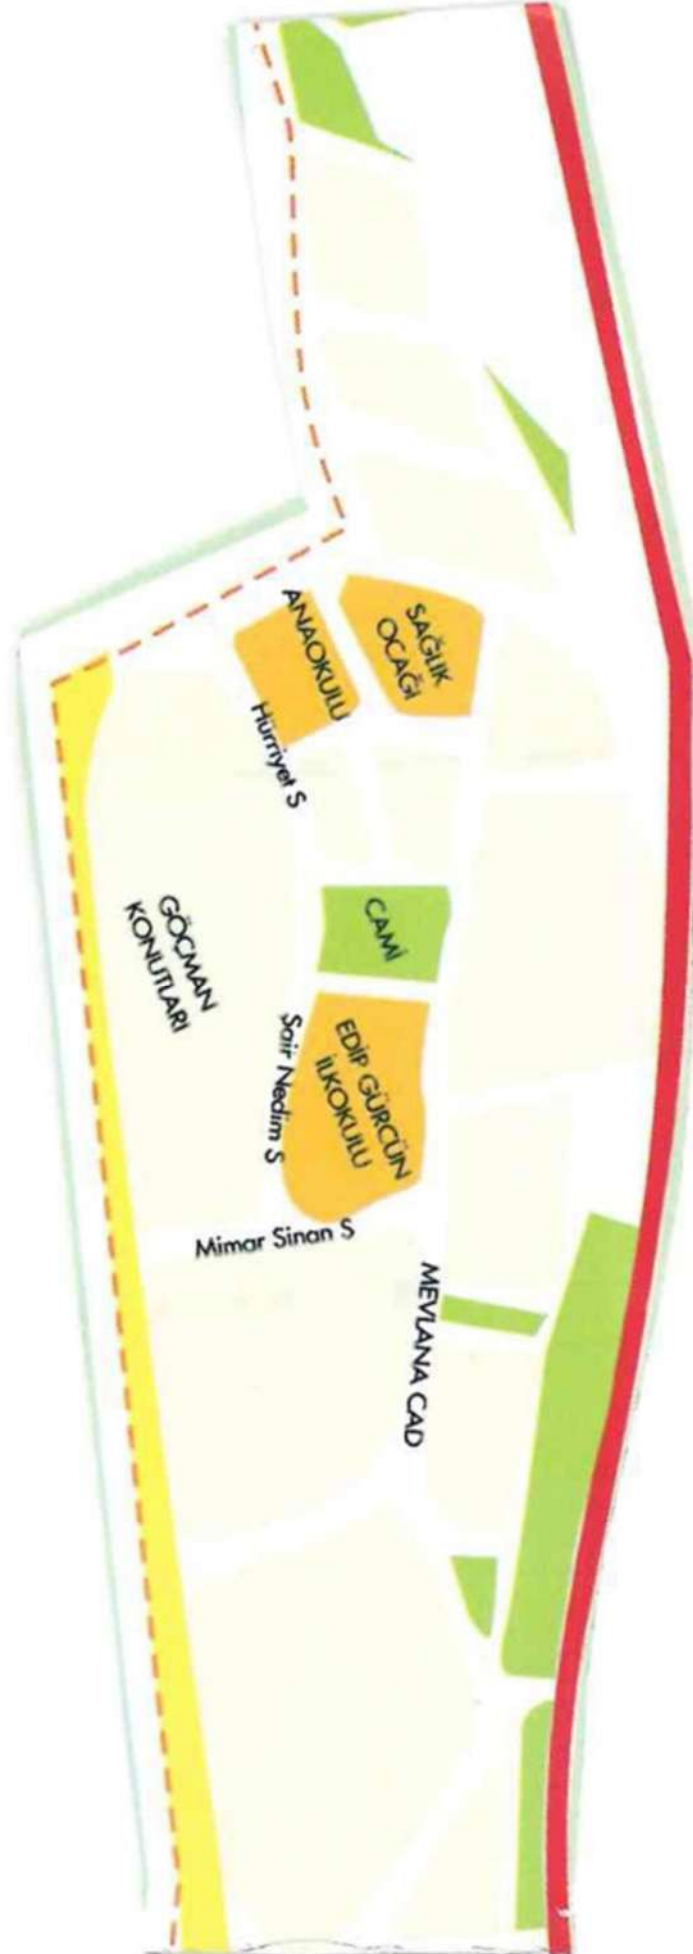 SAĞLIK
OCAĞI
ANAOKULU
Hürriyet S
CAMİ
GÖÇMAN
KONUTLARI
EDİP GÜRCÜN
İLKOKULU
Şair Nedim S
Mimar Sinan S
MEVLANA CAD